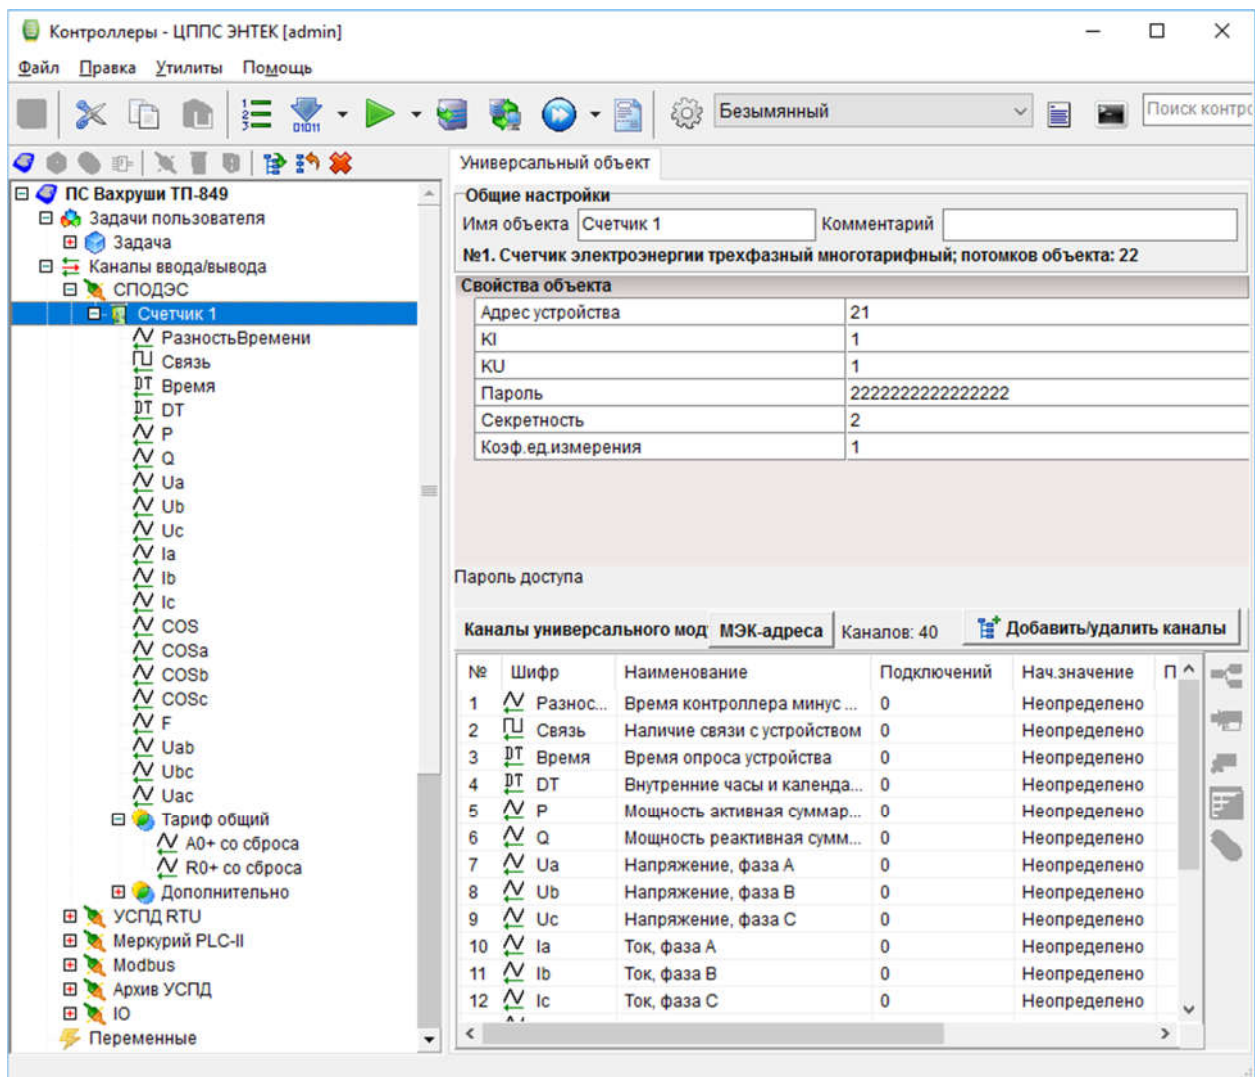 Контроллеры - ЦППС ЭНТЕК [admin]
Файл Правка Утилиты Помощь
Безымянный
Поиск контро
ПС Вахруши ТП-849
Задачи пользователя
Задача
Каналы ввода/вывода
СПОДЭС
Счетчик 1
РазностьВремени
Связь
DT Время
DT DT
P
Q
Ua
Ub
Uc
Ia
Ib
Ic
COS
COSa
COSb
COSc
F
Uab
Ubc
Uac
Тариф общий
A0+ со сброса
R0+ со сброса
Дополнительно
УСПД RTU
Меркурий PLC-II
Modbus
Архив УСПД
IO
Переменные
Универсальный объект
Общие настройки
Имя объекта Счетчик 1 Комментарий
№1. Счетчик электроэнергии трехфазный многотарифный; потомков объекта: 22
Свойства объекта
Адрес устройства 21
KI 1
KU 1
Пароль 2222222222222222
Секретность 2
Коэф.ед.измерения 1
Пароль доступа
Каналы универсального мод МЭК-адреса Каналов: 40 Добавить/удалить каналы
№ Шифр Наименование Подключений Нач.значение П
1 Разнос... Время контроллера минус ... 0 Неопределено
2 Связь Наличие связи с устройством 0 Неопределено
3 DT Время Время опроса устройства 0 Неопределено
4 DT DT Внутренние часы и календа... 0 Неопределено
5 P Мощность активная суммар... 0 Неопределено
6 Q Мощность реактивная сумм... 0 Неопределено
7 Ua Напряжение, фаза A 0 Неопределено
8 Ub Напряжение, фаза B 0 Неопределено
9 Uc Напряжение, фаза C 0 Неопределено
10 Ia Ток, фаза A 0 Неопределено
11 Ib Ток, фаза B 0 Неопределено
12 Ic Ток, фаза C 0 Неопределено